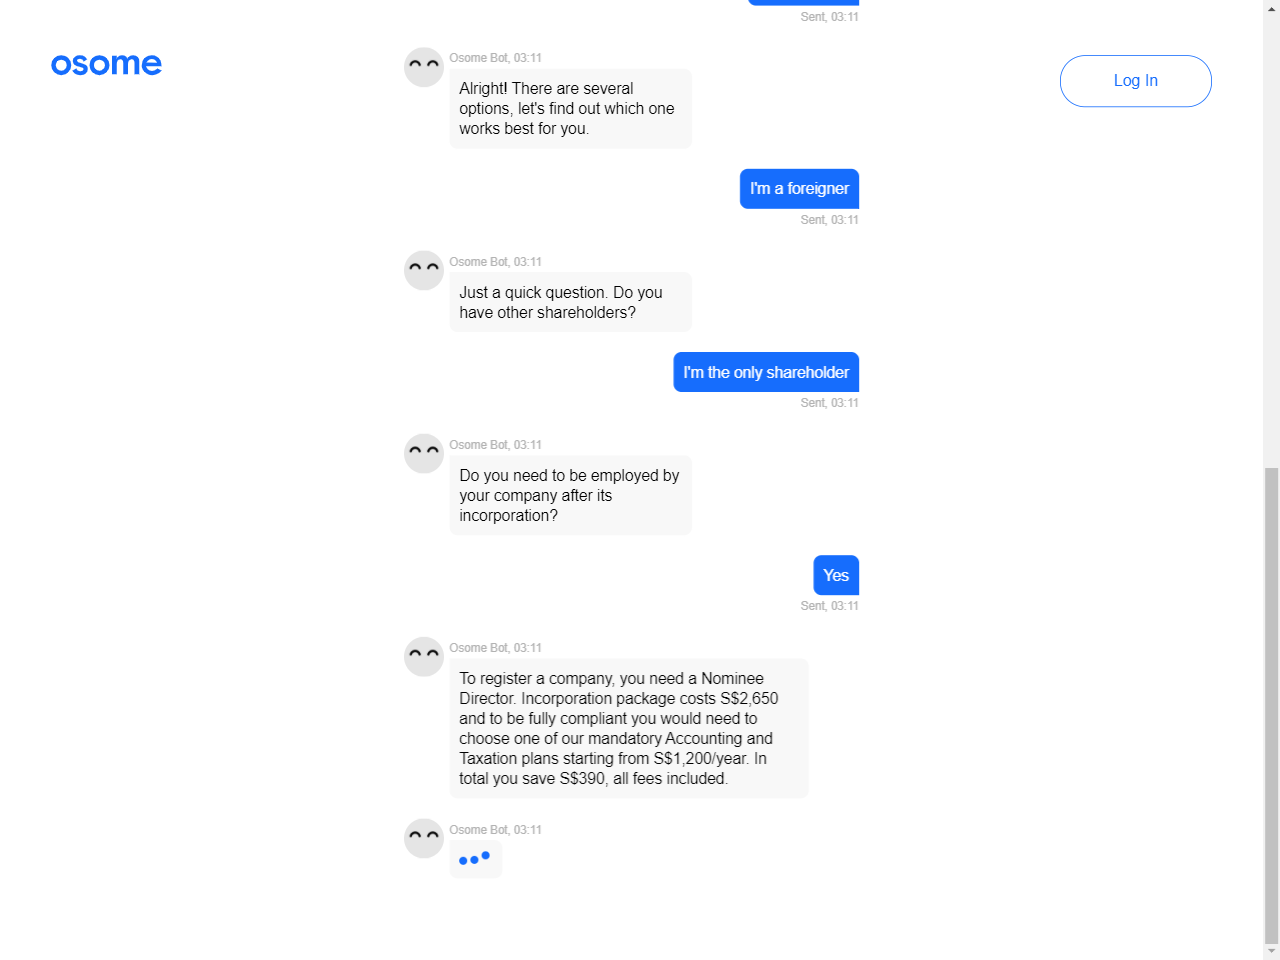 Sent, 03:11
osome
Log In
Osome Bot, 03:11
Alright! There are several
options, let's find out which one
works best for you.
I'm a foreigner
Sent, 03:11
Osome Bot, 03:11
Just a quick question. Do you
have other shareholders?
I'm the only shareholder
Sent, 03:11
Osome Bot, 03:11
Do you need to be employed by
your company after its
incorporation?
Yes
Sent, 03:11
Osome Bot, 03:11
To register a company, you need a Nominee
Director. Incorporation package costs S$2,650
and to be fully compliant you would need to
choose one of our mandatory Accounting and
Taxation plans starting from S$1,200/year. In
total you save S$390, all fees included.
Osome Bot, 03:11